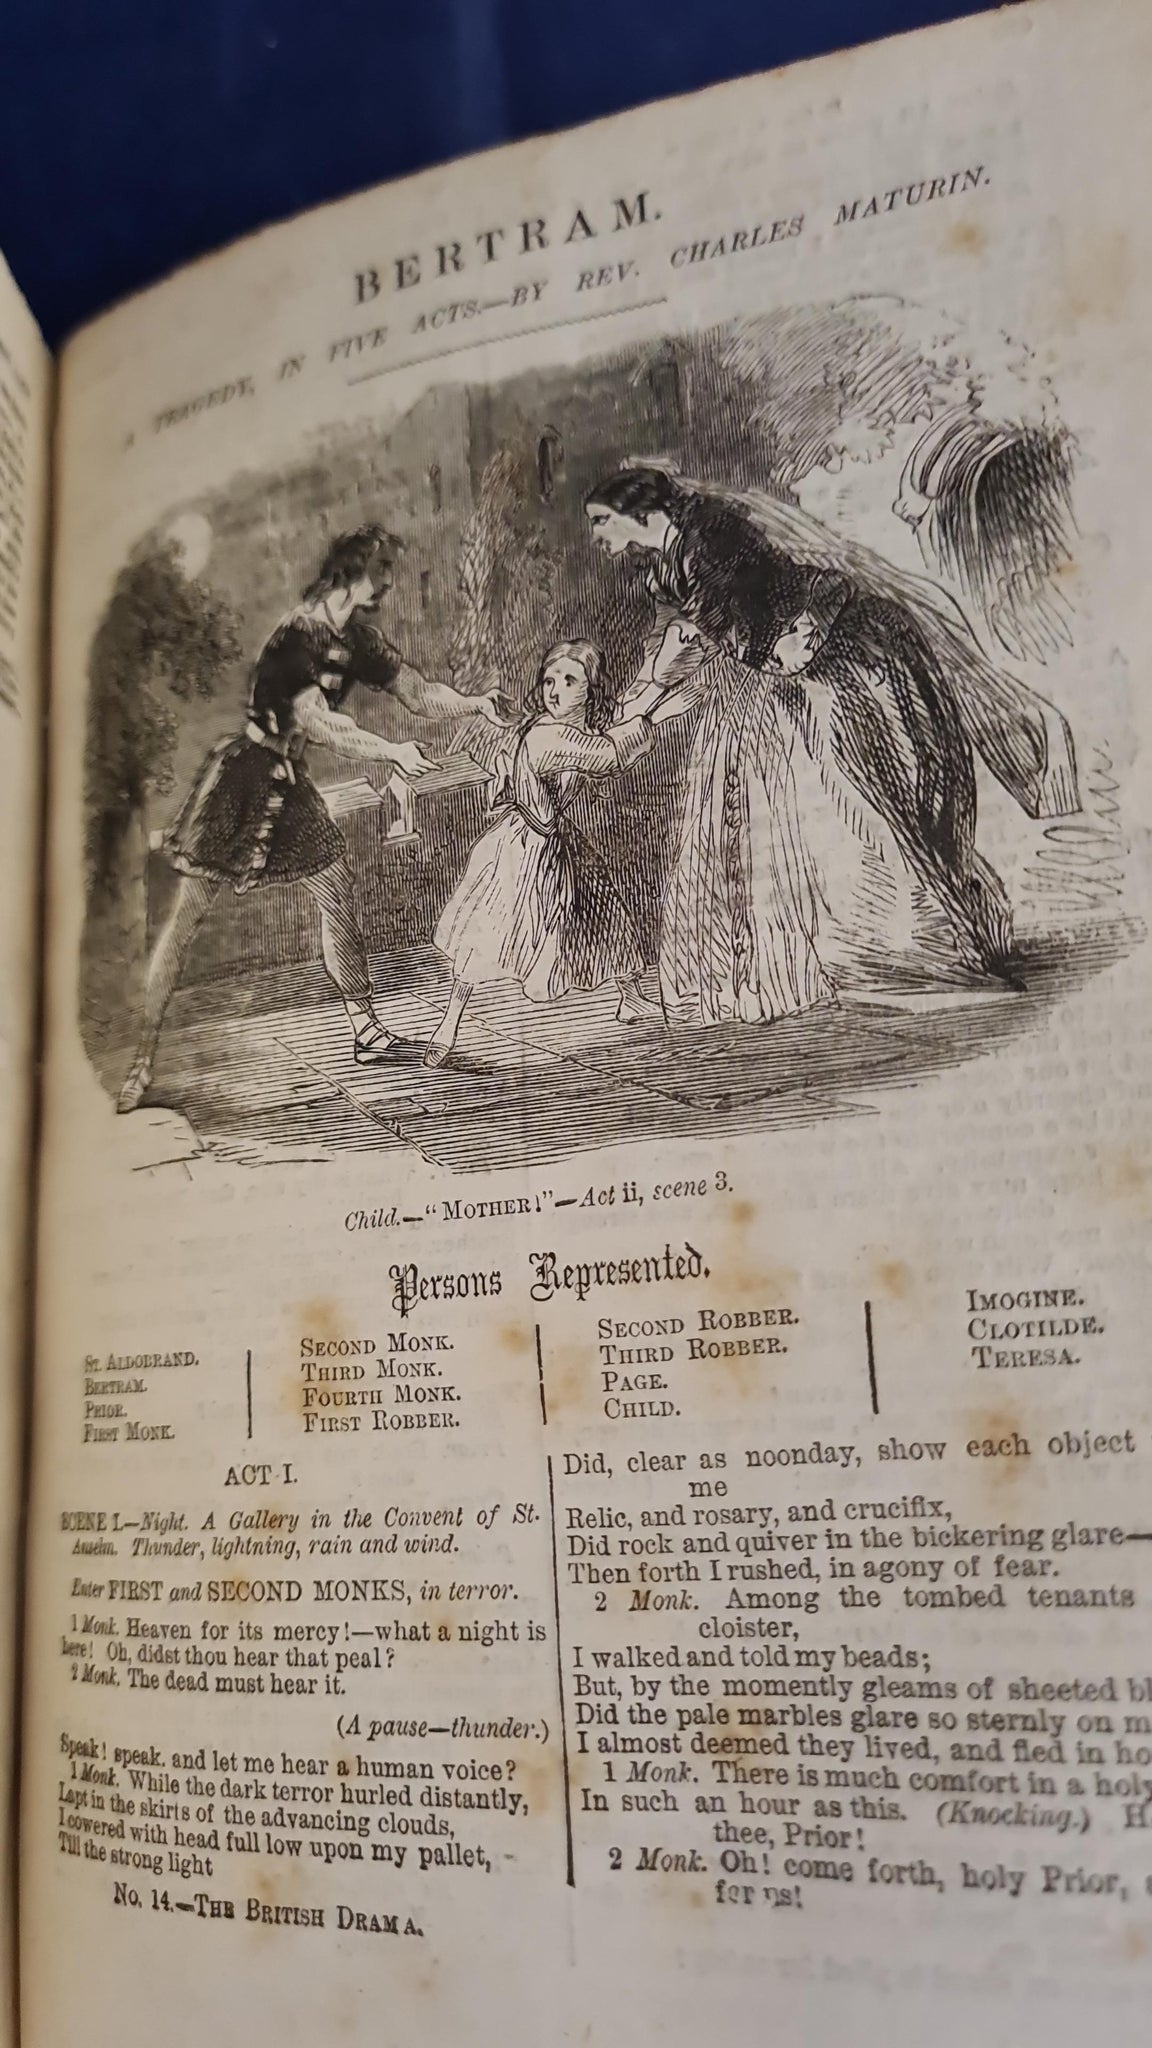 BERTRAM.
A TRAGEDY, IN FIVE ACTS.—BY REV. CHARLES MATURIN.
Child.—"MOTHER!"—Act ii, scene 3.
Persons Represented.
ST. ALDOBRAND.
BERTRAM.
PRIOR.
FIRST MONK.
SECOND MONK.
THIRD MONK.
FOURTH MONK.
FIRST ROBBER.
SECOND ROBBER.
THIRD ROBBER.
PAGE.
CHILD.
IMOGINE.
CLOTILDE.
TERESA.
ACT I.
SCENE I.—Night. A Gallery in the Convent of St.
Anselm. Thunder, lightning, rain and wind.
Enter FIRST and SECOND MONKS, in terror.
1 Monk. Heaven for its mercy!—what a night is
here! Oh, didst thou hear that peal?
2 Monk. The dead must hear it.
(A pause—thunder.)
Speak! speak, and let me hear a human voice?
1 Monk. While the dark terror hurled distantly,
Lapt in the skirts of the advancing clouds,
I cowered with head full low upon my pallet,
Till the strong light
No. 14.—THE BRITISH DRAMA.
Did, clear as noonday, show each object
me
Relic, and rosary, and crucifix,
Did rock and quiver in the bickering glare—
Then forth I rushed, in agony of fear.
2 Monk. Among the tombed tenants
cloister,
I walked and told my beads;
But, by the momently gleams of sheeted bl
Did the pale marbles glare so sternly on m
I almost deemed they lived, and fled in ho
1 Monk. There is much comfort in a holy
In such an hour as this. (Knocking.) H
thee, Prior!
2 Monk. Oh! come forth, holy Prior,
for us!